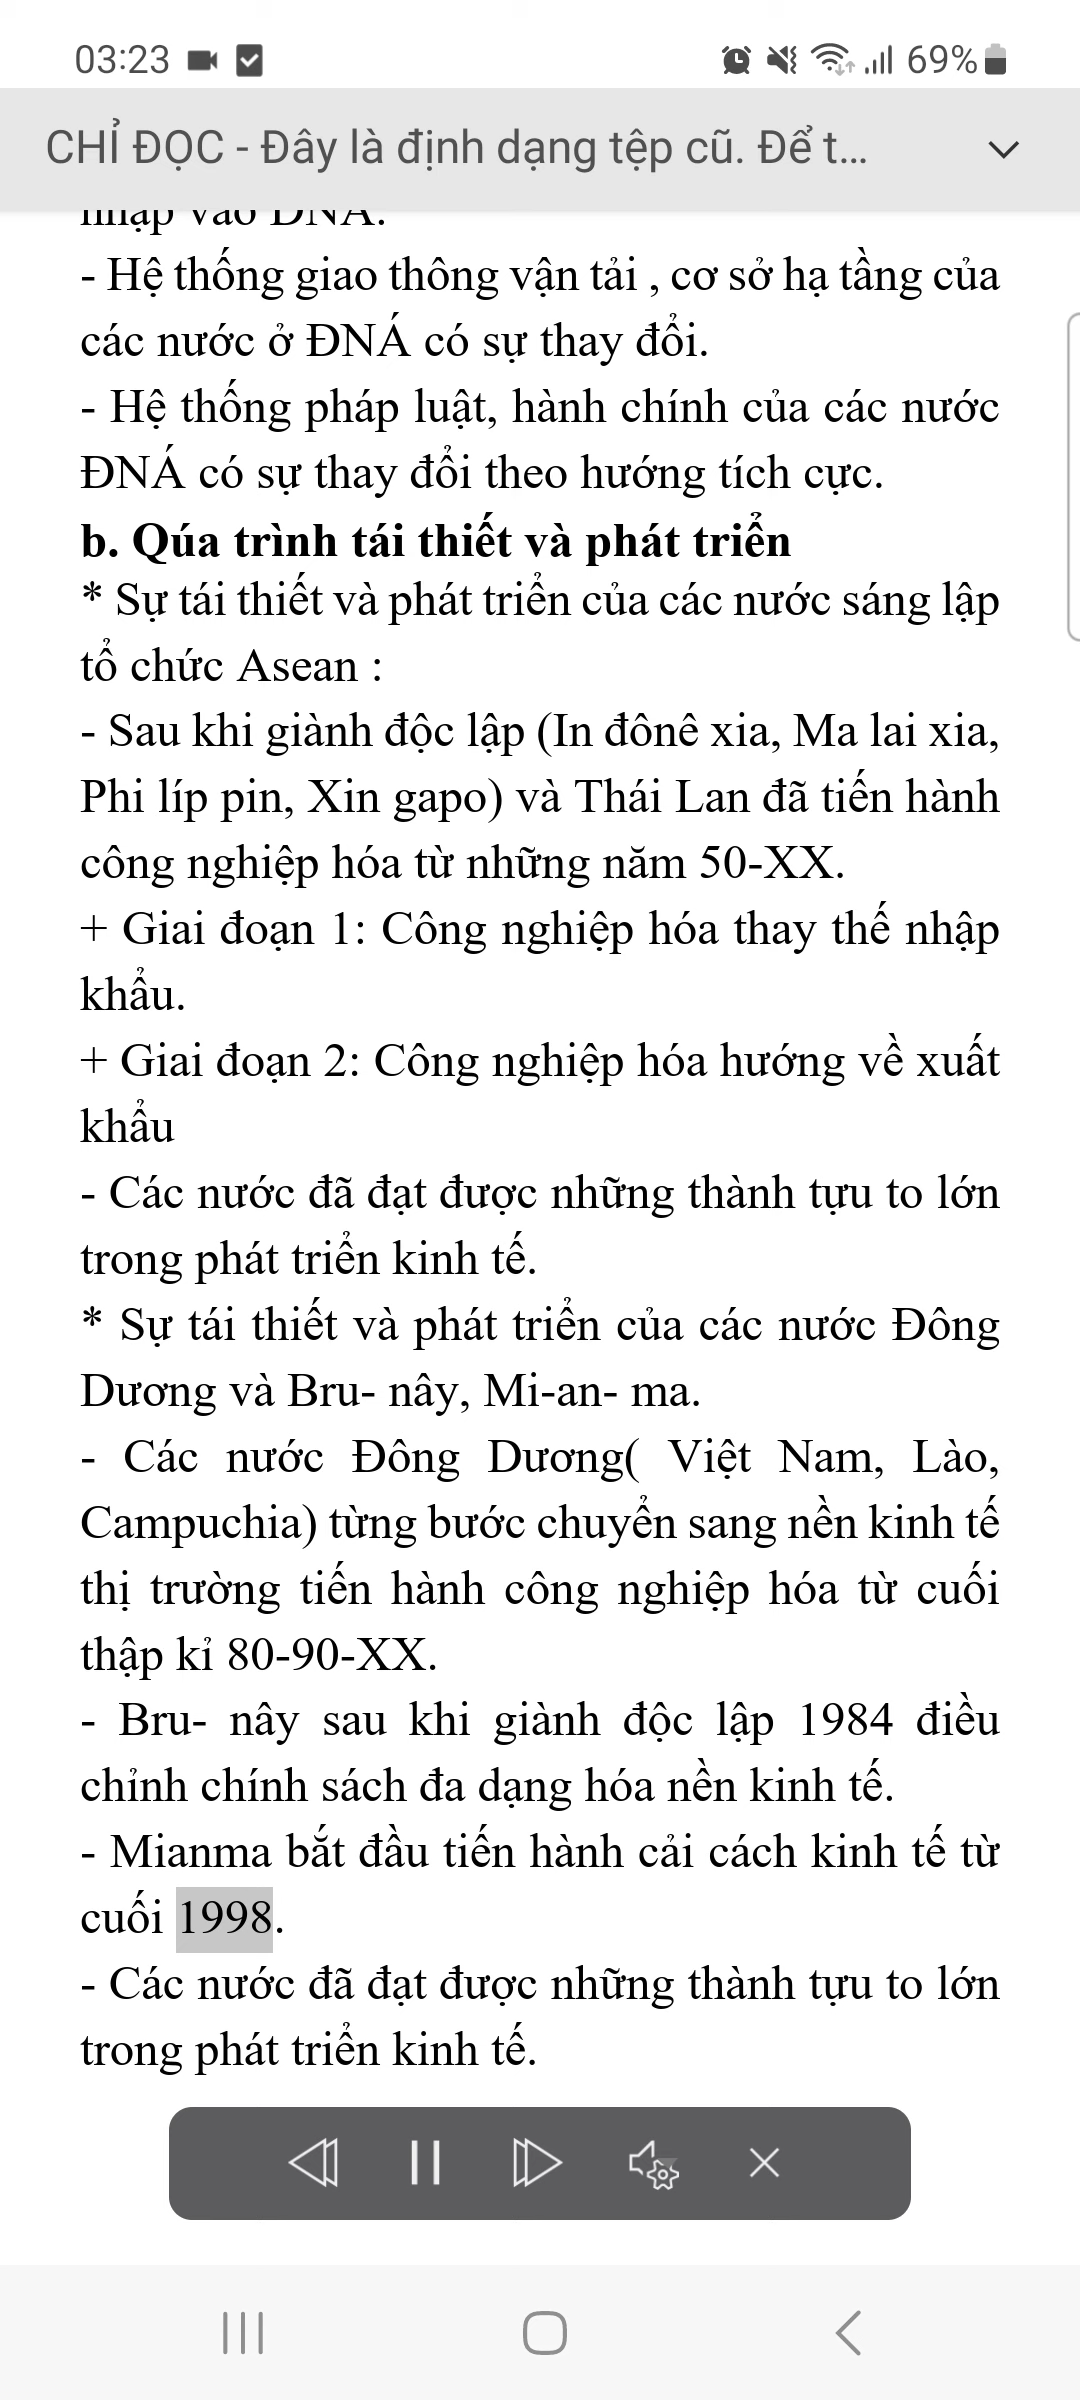 03:23
69%
CHỈ ĐỌC - Đây là định dạng tệp cũ. Để t...
nhập vào ĐNÁ.
- Hệ thống giao thông vận tải , cơ sở hạ tầng của
các nước ở ĐNÁ có sự thay đổi.
- Hệ thống pháp luật, hành chính của các nước
ĐNÁ có sự thay đổi theo hướng tích cực.
b. Qúa trình tái thiết và phát triển
* Sự tái thiết và phát triển của các nước sáng lập
tổ chức Asean :
- Sau khi giành độc lập (In đônê xia, Ma lai xia,
Phi líp pin, Xin gapo) và Thái Lan đã tiến hành
công nghiệp hóa từ những năm 50-XX.
+ Giai đoạn 1: Công nghiệp hóa thay thế nhập
khẩu.
+ Giai đoạn 2: Công nghiệp hóa hướng về xuất
khẩu
- Các nước đã đạt được những thành tựu to lớn
trong phát triển kinh tế.
* Sự tái thiết và phát triển của các nước Đông
Dương và Bru- nây, Mi-an- ma.
- Các nước Đông Dương( Việt Nam, Lào,
Campuchia) từng bước chuyển sang nền kinh tế
thị trường tiến hành công nghiệp hóa từ cuối
thập kỉ 80-90-XX.
- Bru- nây sau khi giành độc lập 1984 điều
chỉnh chính sách đa dạng hóa nền kinh tế.
- Mianma bắt đầu tiến hành cải cách kinh tế từ
cuối 1998.
- Các nước đã đạt được những thành tựu to lớn
trong phát triển kinh tế.